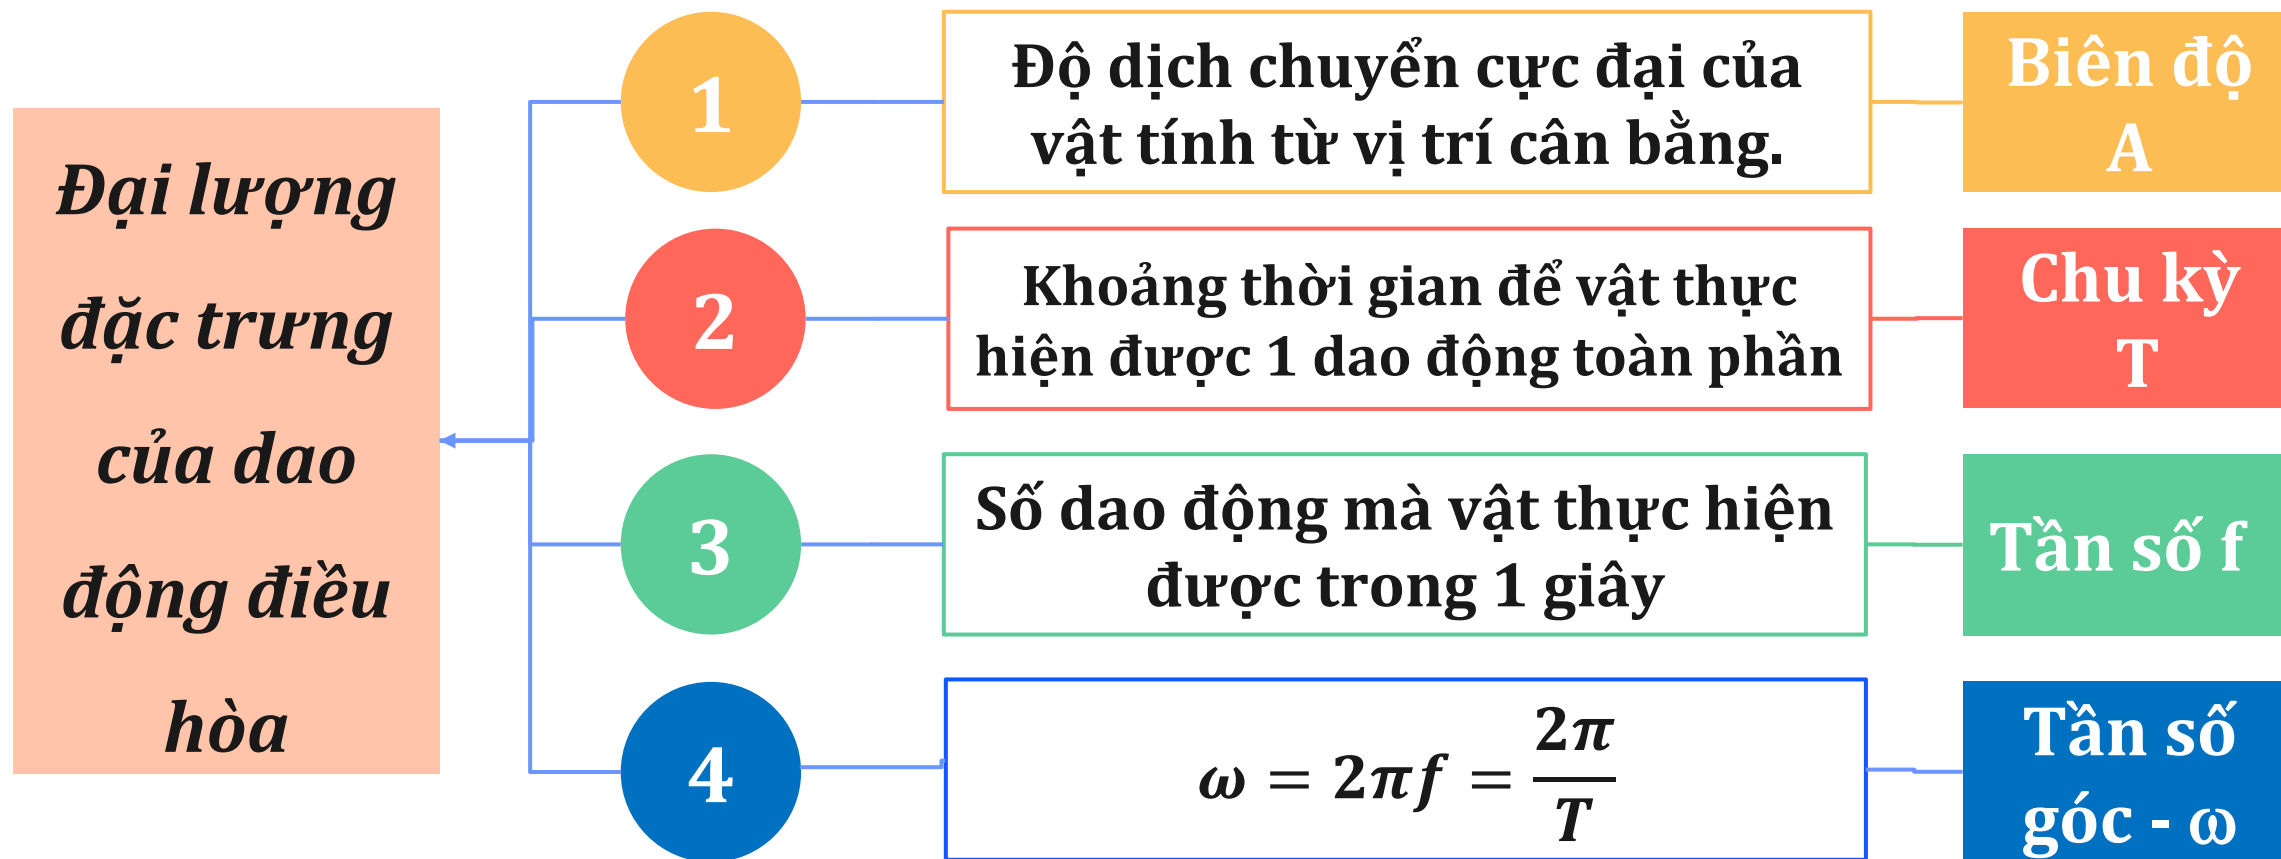 Đại lượng
đặc trưng
của dao
động điều
hòa
1
Độ dịch chuyển cực đại của
vật tính từ vị trí cân bằng.
Biên độ
A
2
Khoảng thời gian để vật thực
hiện được 1 dao động toàn phần
Chu kỳ
T
3
Số dao động mà vật thực hiện
được trong 1 giây
Tần số f
4
ω = 2πf = 2π/T
Tần số
góc - ω